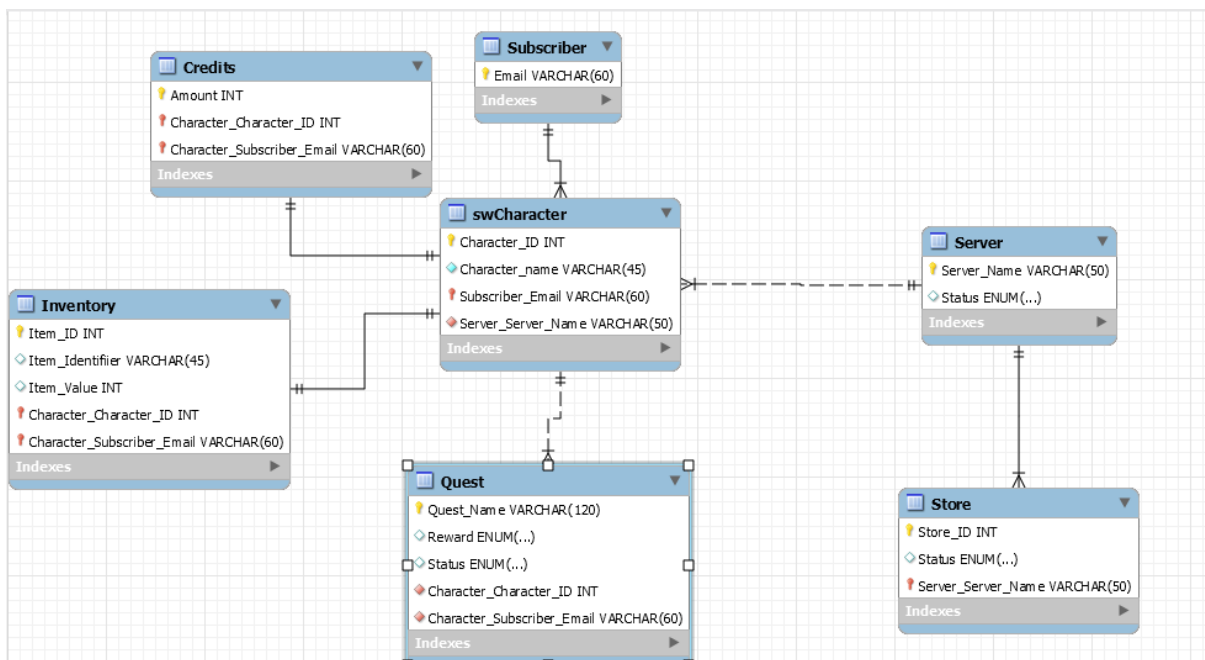 Credits
Amount INT
Character_Character_ID INT
Character_Subscriber_Email VARCHAR(60)
Indexes
Subscriber
Email VARCHAR(60)
Indexes
swCharacter
Character_ID INT
Character_name VARCHAR(45)
Subscriber_Email VARCHAR(60)
Server_Server_Name VARCHAR(50)
Indexes
Server
Server_Name VARCHAR(50)
Status ENUM(...)
Indexes
Inventory
Item_ID INT
Item_Identifiier VARCHAR(45)
Item_Value INT
Character_Character_ID INT
Character_Subscriber_Email VARCHAR(60)
Indexes
Quest
Quest_Name VARCHAR(120)
Reward ENUM(...)
Status ENUM(...)
Character_Character_ID INT
Character_Subscriber_Email VARCHAR(60)
Indexes
Store
Store_ID INT
Status ENUM(...)
Server_Server_Name VARCHAR(50)
Indexes